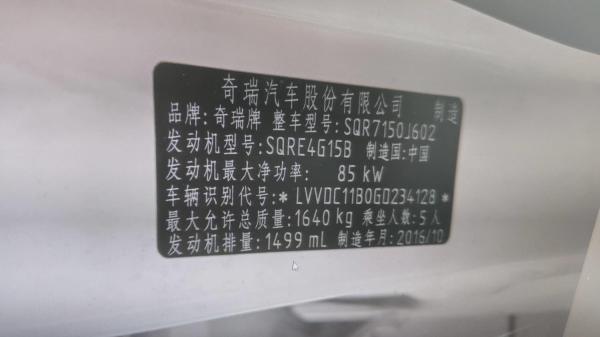 奇瑞汽车股份有限公司 制造
品牌:奇瑞牌 整车型号:SQR7150J602
发动机型号:SQRE4G15B 制造国:中国
发动机最大净功率: 85 kW
车辆识别代号:* LVVDC11B0GD234128 *
最大允许总质量:1640 kg 乘坐人数:5人
发动机排量:1499 mL 制造年月:2016/10